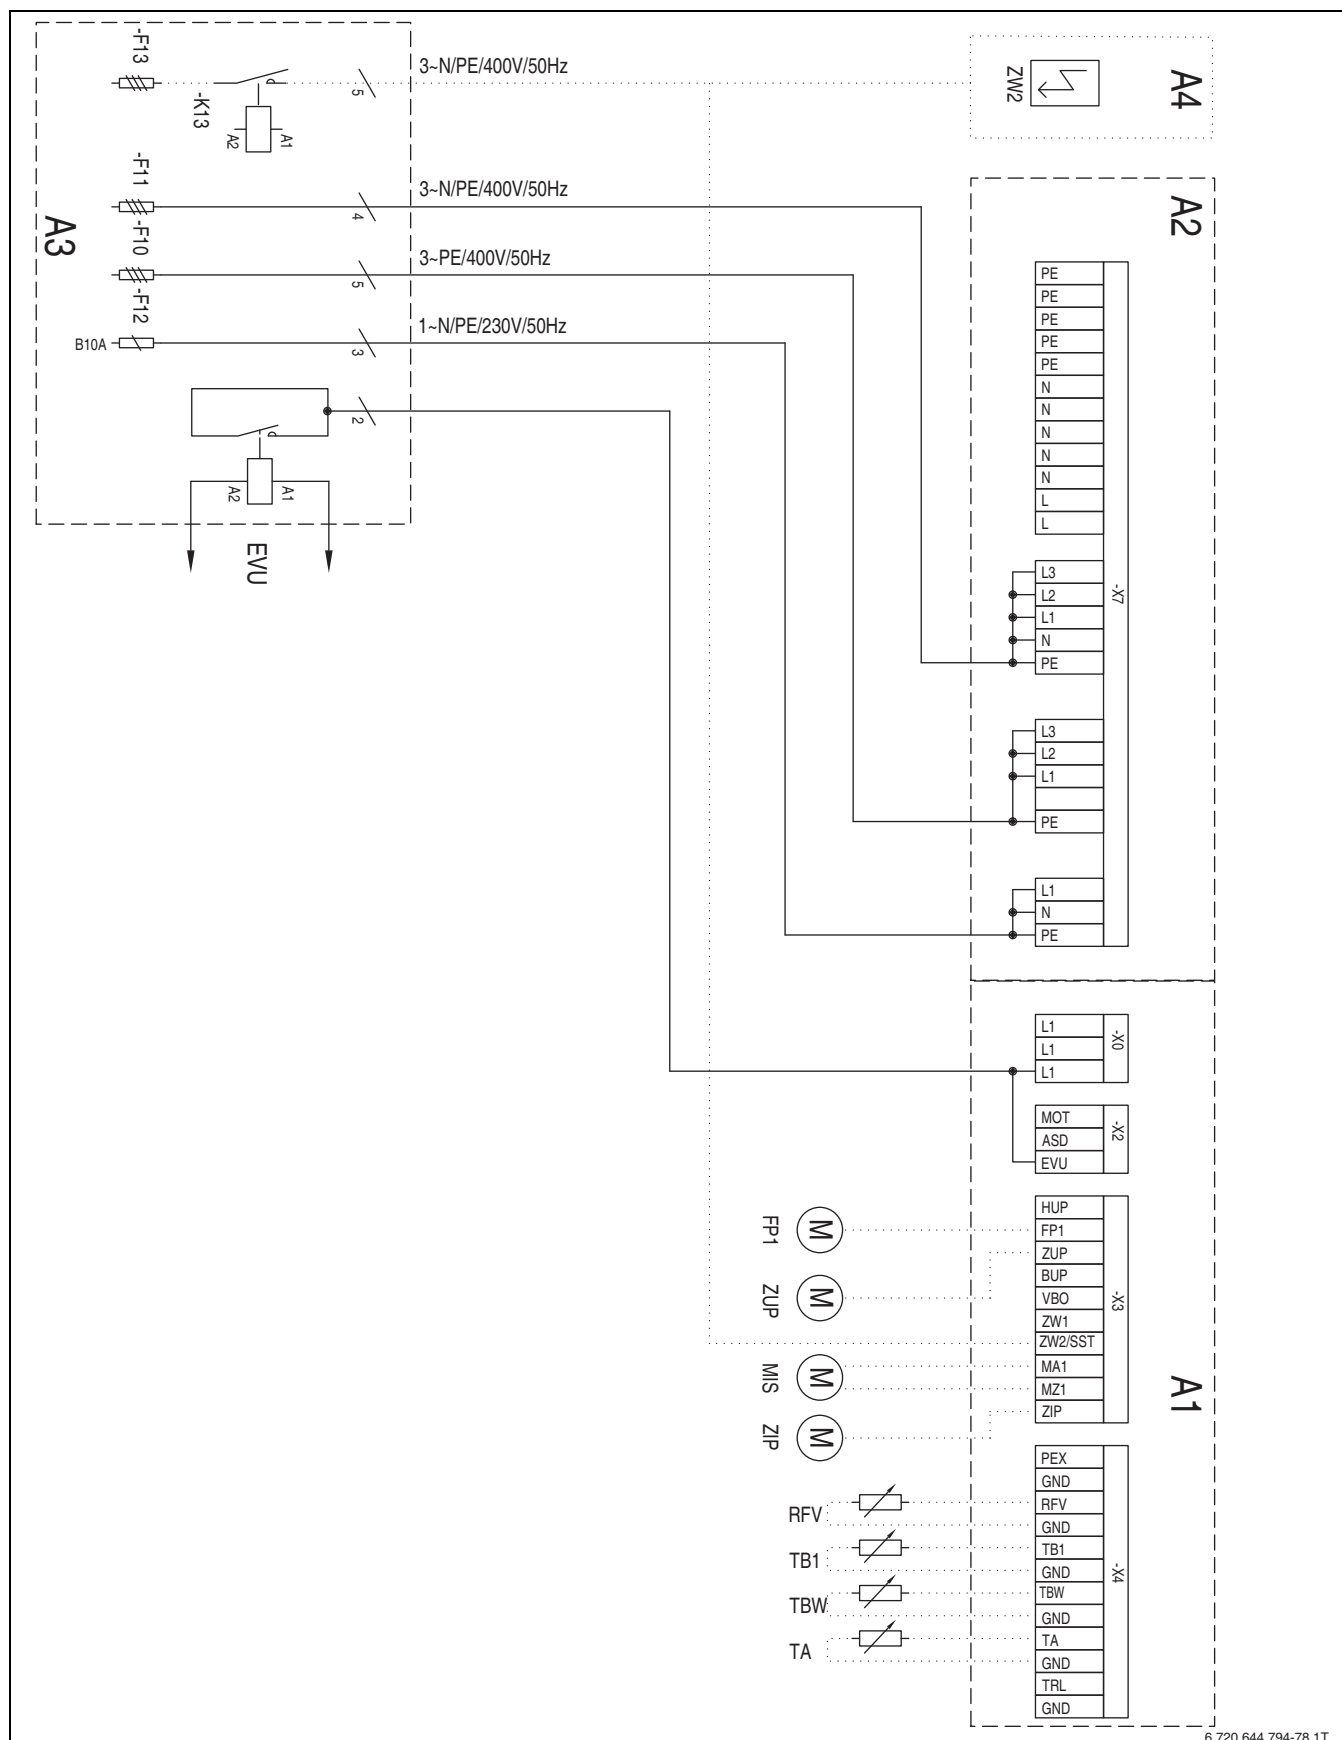 -F13
-K13
A2
A1
5
3~N/PE/400V/50Hz
ZW2
A4
-F11
4
3~N/PE/400V/50Hz
A3
-F10
5
3~PE/400V/50Hz
-F12
B10A
3
1~N/PE/230V/50Hz
2
A2
A1
EVU
A2
PE
PE
PE
PE
PE
N
N
N
N
N
L
L
L3
L2
L1
N
PE
L3
L2
L1
PE
L1
N
PE
-X7
L1
L1
L1
-X0
MOT
ASD
EVU
-X2
HUP
FP1
ZUP
BUP
VBO
ZW1
ZW2/SST
MA1
MZ1
ZIP
-X3
FP1
M
ZUP
M
MIS
M
ZIP
M
A1
PEX
GND
RFV
GND
TB1
GND
TBW
GND
TA
GND
TRL
GND
-X4
RFV
TB1
TBW
TA
6 720 644 794-78.1T